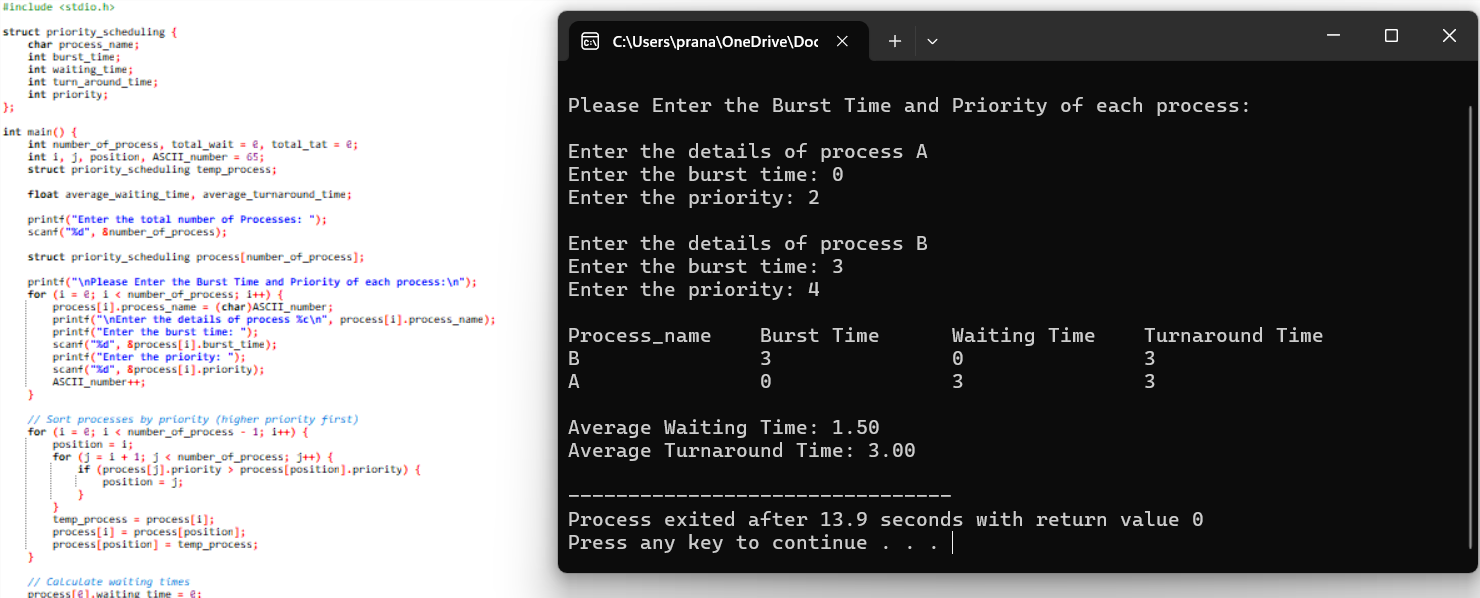 #include <stdio.h>
struct priority_scheduling {
    char process_name;
    int burst_time;
    int waiting_time;
    int turn_around_time;
    int priority;
};
int main() {
    int number_of_process, total_wait = 0, total_tat = 0;
    int i, j, position, ASCII_number = 65;
    struct priority_scheduling temp_process;
    float average_waiting_time, average_turnaround_time;
    printf("Enter the total number of Processes: ");
    scanf("%d", &number_of_process);
    struct priority_scheduling process[number_of_process];
    printf("\nPlease Enter the Burst Time and Priority of each process:\n");
    for (i = 0; i < number_of_process; i++) {
        process[i].process_name = (char)ASCII_number;
        printf("\nEnter the details of process %c\n", process[i].process_name);
        printf("Enter the burst time: ");
        scanf("%d", &process[i].burst_time);
        printf("Enter the priority: ");
        scanf("%d", &process[i].priority);
        ASCII_number++;
    }
    // Sort processes by priority (higher priority first)
    for (i = 0; i < number_of_process - 1; i++) {
        position = i;
        for (j = i + 1; j < number_of_process; j++) {
            if (process[j].priority > process[position].priority) {
                position = j;
            }
        }
        temp_process = process[i];
        process[i] = process[position];
        process[position] = temp_process;
    }
    // Calculate waiting times
    process[0].waiting_time = 0;
C:\Users\prana\OneDrive\Doc
Please Enter the Burst Time and Priority of each process:
Enter the details of process A
Enter the burst time: 0
Enter the priority: 2
Enter the details of process B
Enter the burst time: 3
Enter the priority: 4
Process_name    Burst Time      Waiting Time    Turnaround Time
B               3               0               3
A               0               3               3
Average Waiting Time: 1.50
Average Turnaround Time: 3.00
--------------------------------
Process exited after 13.9 seconds with return value 0
Press any key to continue . . .